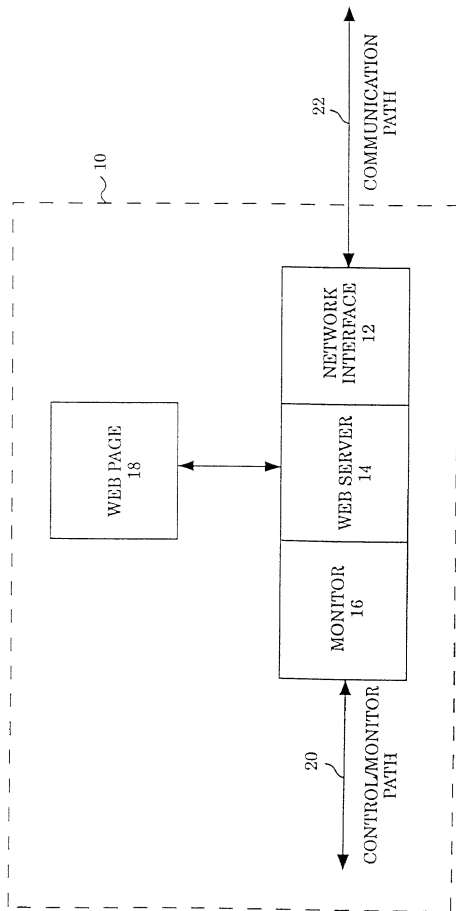 10
WEB PAGE
18
MONITOR
16
WEB SERVER
14
NETWORK
INTERFACE
12
20
CONTROL/MONITOR
PATH
22
COMMUNICATION
PATH